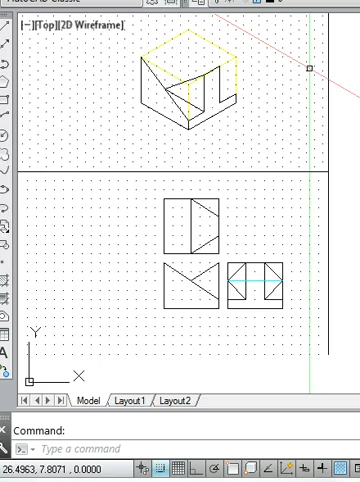 [−][Top][2D Wireframe]
Y
X
Model
Layout1
Layout2
Command:
Type a command
26.4963, 7.8071 , 0.0000